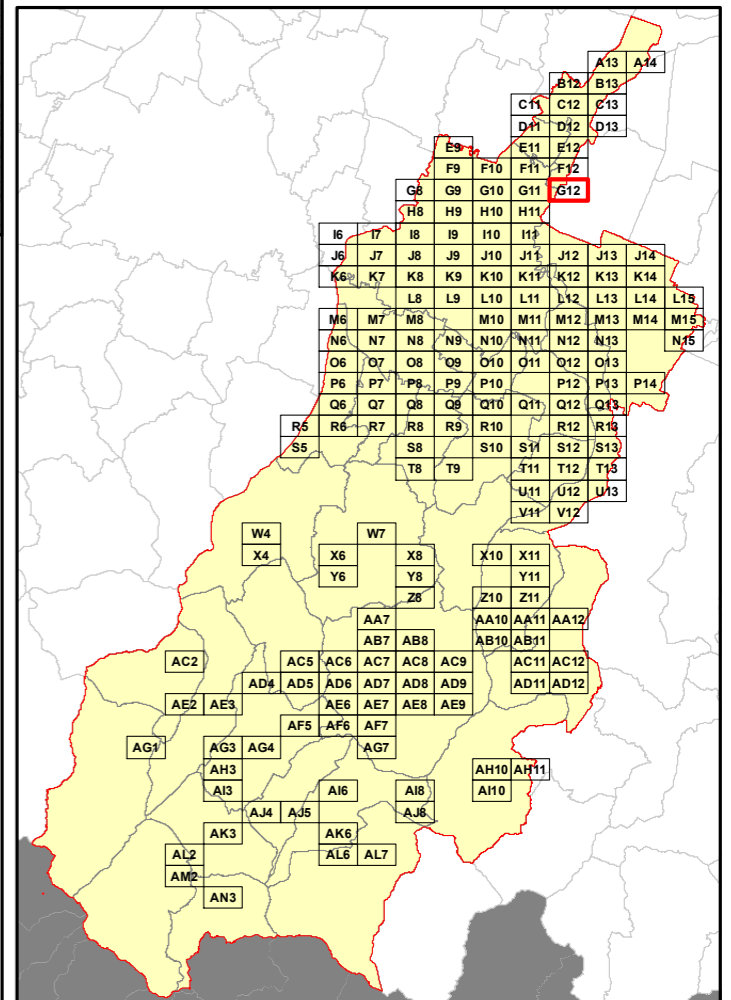 A13 A14
B12 B13
C11 C12 C13
D11 D12 D13
E9 E11 E12
F9 F10 F11 F12
G8 G9 G10 G11 G12
H8 H9 H10 H11
I6 I7 I8 I9 I10 I11
J6 J7 J8 J9 J10 J11 J12 J13 J14
K6 K7 K8 K9 K10 K11 K12 K13 K14
L8 L9 L10 L11 L12 L13 L14 L15
M6 M7 M8 M10 M11 M12 M13 M14 M15
N6 N7 N8 N9 N10 N11 N12 N13 N15
O6 O7 O8 O9 O10 O11 O12 O13
P6 P7 P8 P9 P10 P12 P13 P14
Q6 Q7 Q8 Q9 Q10 Q11 Q12 Q13
R5 R6 R7 R8 R9 R10 R12 R13
S5 S8 S10 S11 S12 S13
T8 T9 T11 T12 T13
U11 U12 U13
V11 V12
W4 W7
X4 X6 X8 X10 X11
Y6 Y8 Y11
Z8 Z10 Z11
AA7 AA10 AA11 AA12
AB7 AB8 AB10 AB11
AC2 AC5 AC6 AC7 AC8 AC9 AC11 AC12
AD4 AD5 AD6 AD7 AD8 AD9 AD11 AD12
AE2 AE3 AE6 AE7 AE8 AE9
AF5 AF6 AF7
AG1 AG3 AG4 AG7
AH3 AH10 AH11
AI3 AI6 AI8 AI10
AJ4 AJ5 AJ8
AK3 AK6
AL2 AL6 AL7
AM2
AN3